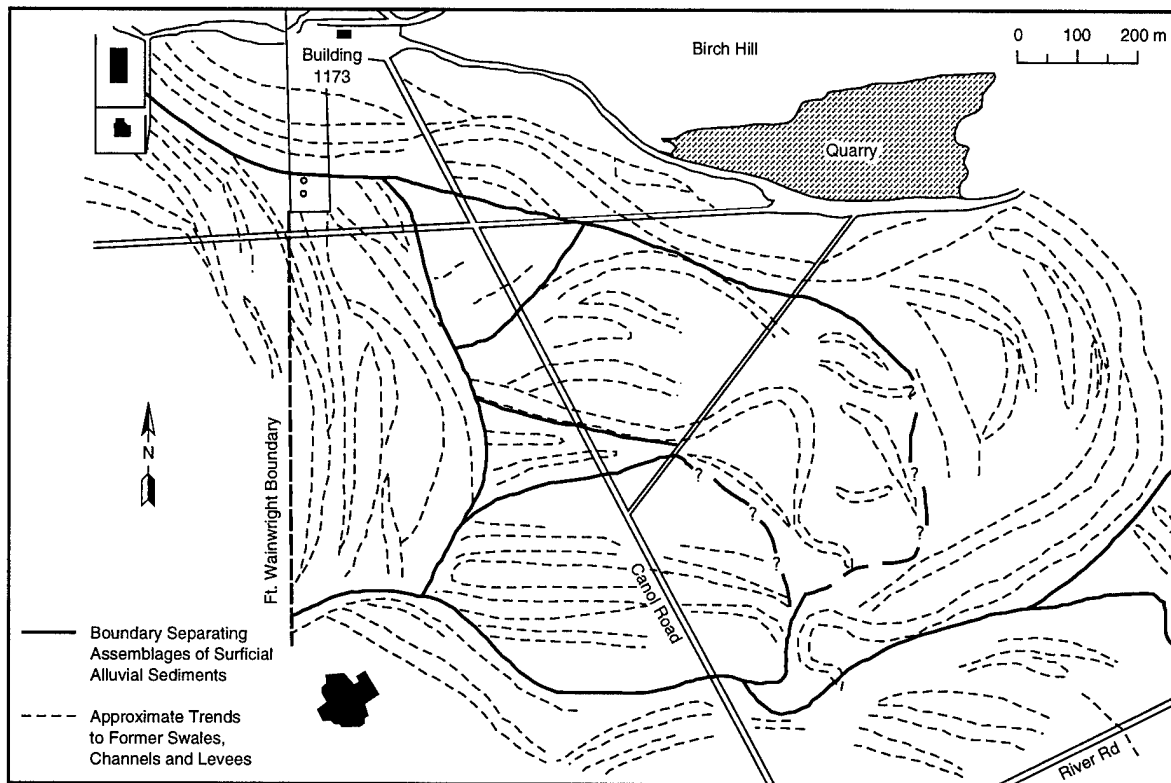 Birch Hill
0 100 200 m
Building
1173
Quarry
N
Ft. Wainwright Boundary
?
?
?
?
?
?
Canol Road
River Rd
Boundary Separating
Assemblages of Surficial
Alluvial Sediments
Approximate Trends
to Former Swales,
Channels and Levees